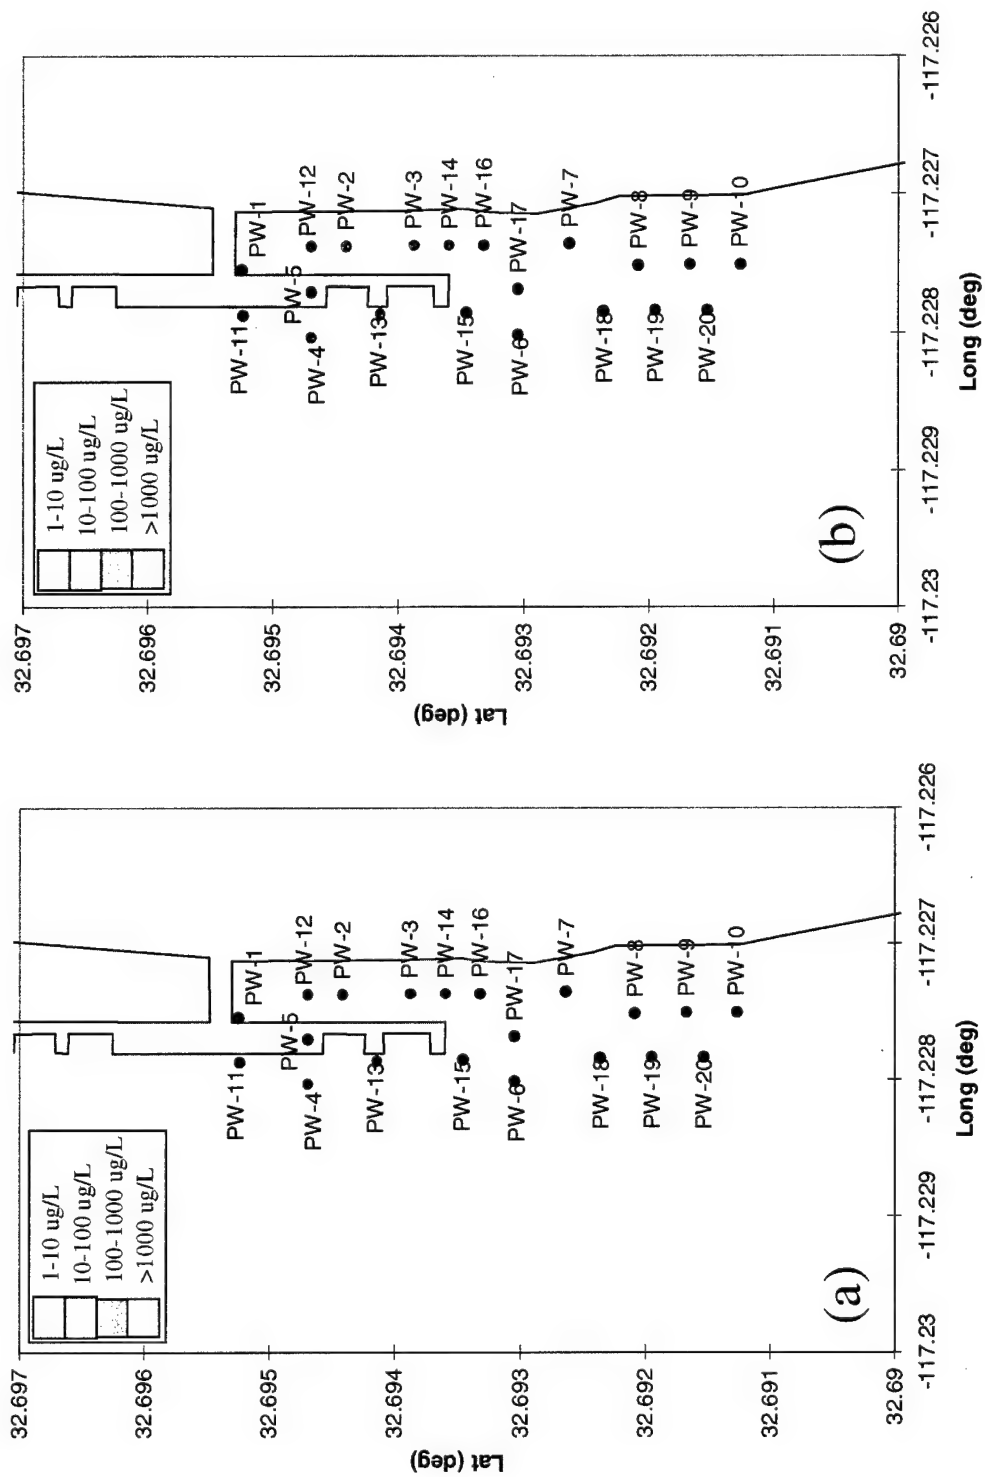 32.697
32.696
32.695
32.694
32.693
32.692
32.691
32.69
Lat (deg)
-117.23
-117.229
-117.228
-117.227
-117.226
Long (deg)
1-10 ug/L
10-100 ug/L
100-1000 ug/L
>1000 ug/L
PW-1
PW-11
PW-12
PW-5
PW-4
PW-2
PW-13
PW-3
PW-14
PW-15
PW-16
PW-17
PW-6
PW-7
PW-18
PW-8
PW-19
PW-9
PW-20
PW-10
(a)
32.697
32.696
32.695
32.694
32.693
32.692
32.691
32.69
Lat (deg)
-117.23
-117.229
-117.228
-117.227
-117.226
Long (deg)
1-10 ug/L
10-100 ug/L
100-1000 ug/L
>1000 ug/L
PW-1
PW-11
PW-12
PW-5
PW-4
PW-2
PW-13
PW-3
PW-14
PW-15
PW-16
PW-17
PW-6
PW-7
PW-18
PW-8
PW-19
PW-9
PW-20
PW-10
(b)